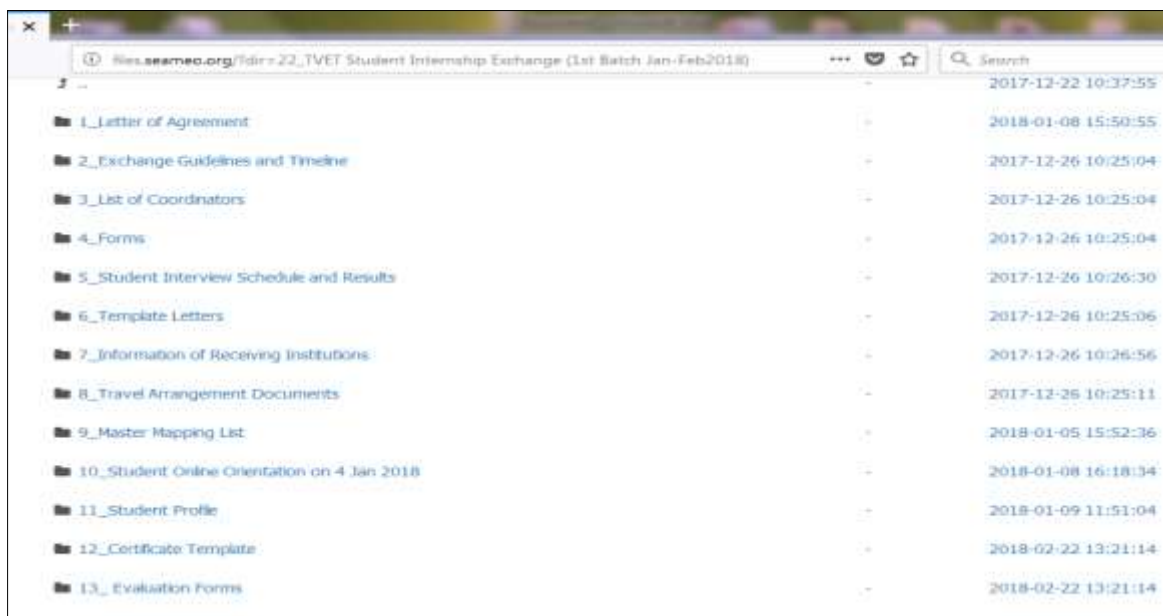 files.seameo.org/?dir=22_TVET Student Internship Exchange (1st Batch Jan-Feb2018) ... Search
.. - 2017-12-22 10:37:55
1_Letter of Agreement - 2018-01-08 15:50:55
2_Exchange Guidelines and Timeline - 2017-12-26 10:25:04
3_List of Coordinators - 2017-12-26 10:25:04
4_Forms - 2017-12-26 10:25:04
5_Student Interview Schedule and Results - 2017-12-26 10:26:30
6_Template Letters - 2017-12-26 10:25:06
7_Information of Receiving Institutions - 2017-12-26 10:26:56
8_Travel Arrangement Documents - 2017-12-26 10:25:11
9_Master Mapping List - 2018-01-05 15:52:36
10_Student Online Orientation on 4 Jan 2018 - 2018-01-08 16:18:34
11_Student Profile - 2018-01-09 11:51:04
12_Certificate Template - 2018-02-22 13:21:14
13_ Evaluation Forms - 2018-02-22 13:21:14